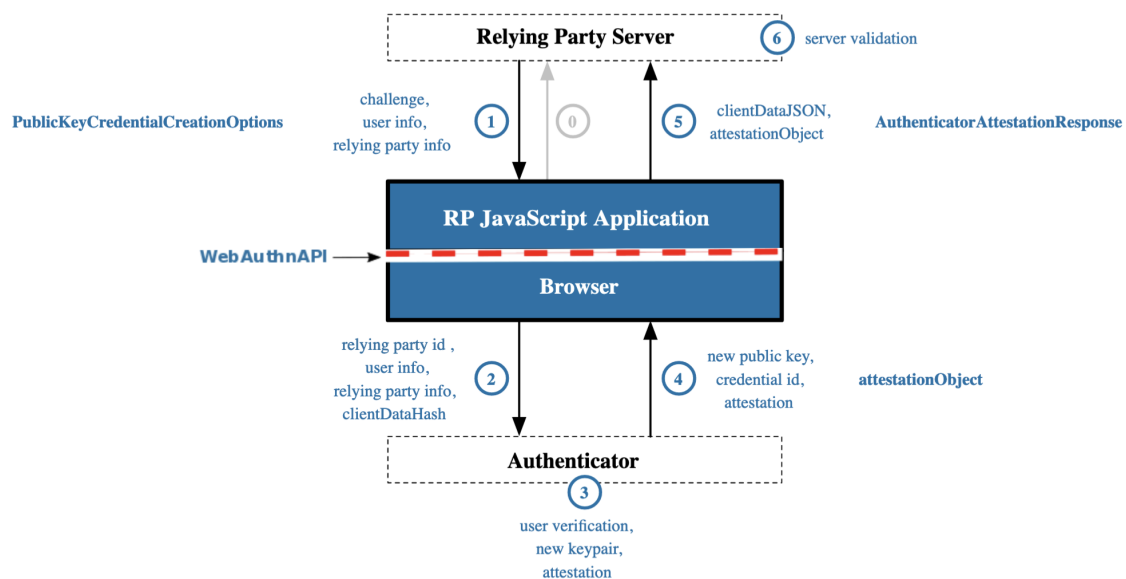 Relying Party Server
6
server validation
PublicKeyCredentialCreationOptions
challenge,
user info,
relying party info
1
0
5
clientDataJSON,
attestationObject
AuthenticatorAttestationResponse
RP JavaScript Application
WebAuthnAPI
Browser
relying party id ,
user info,
relying party info,
clientDataHash
2
4
new public key,
credential id,
attestation
attestationObject
Authenticator
3
user verification,
new keypair,
attestation